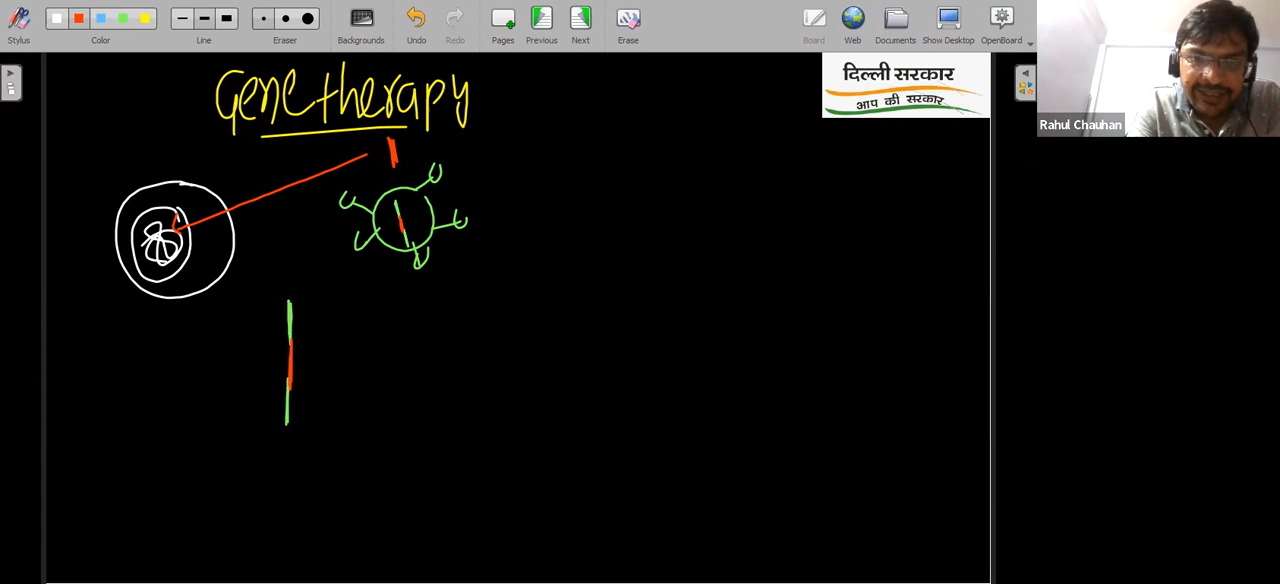 Stylus
Color
Line
Eraser
Backgrounds
Undo
Redo
Pages
Previous
Next
Erase
Board
Web
Documents
Show Desktop
OpenBoard
Gene therapy
दिल्ली सरकार
आप की सरकार
Rahul Chauhan